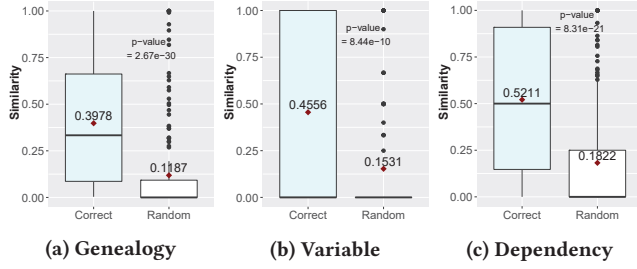 1.00
0.75
0.50
0.25
0.00
Similarity
p-value
= 2.67e−30
0.3978
0.1187
Correct
Random
(a) Genealogy
1.00
0.75
0.50
0.25
0.00
Similarity
p-value
= 8.44e−10
0.4556
0.1531
Correct
Random
(b) Variable
1.00
0.75
0.50
0.25
0.00
Similarity
p-value
= 8.31e−21
0.5211
0.1822
Correct
Random
(c) Dependency